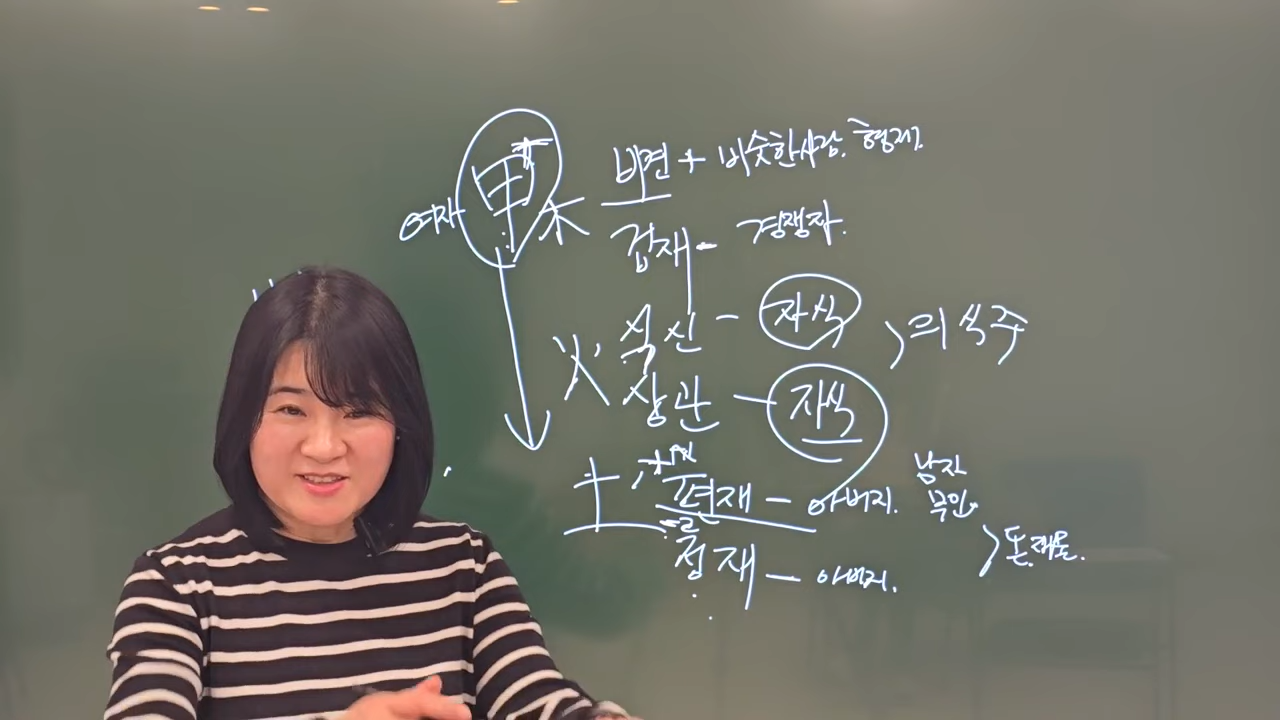 비견 + 비슷한사람. 형제.
여자 甲木
겁재 - 경쟁자.
火 식신 - 자식 > 의식주
상관 - 자식
土 편재 - 아버지. 남자 부인
정재 - 아버지. > 돈.재물.